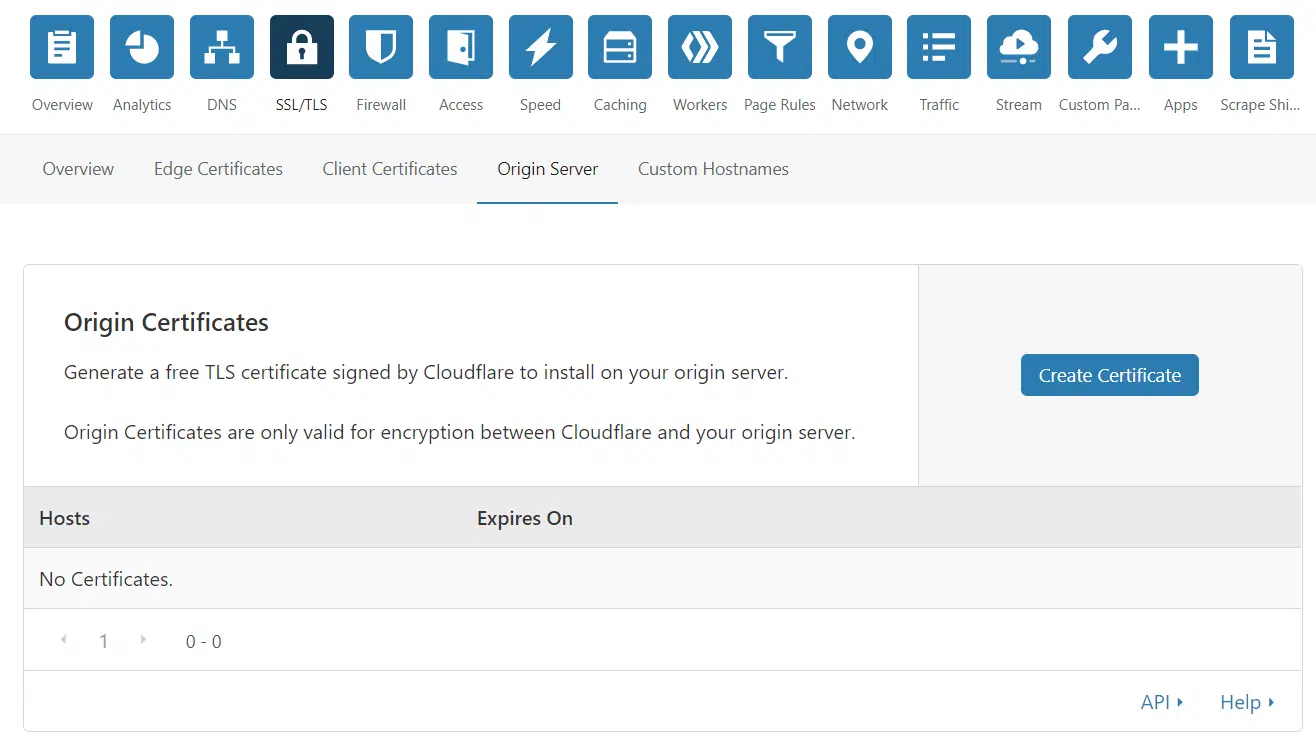 Overview Analytics DNS SSL/TLS Firewall Access Speed Caching Workers Page Rules Network Traffic Stream Custom Pa... Apps Scrape Shi...
Overview Edge Certificates Client Certificates Origin Server Custom Hostnames
Origin Certificates
Generate a free TLS certificate signed by Cloudflare to install on your origin server.
Create Certificate
Origin Certificates are only valid for encryption between Cloudflare and your origin server.
Hosts Expires On
No Certificates.
1 0 - 0
API Help